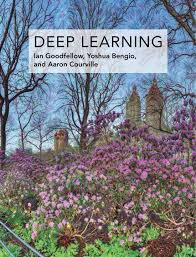 DEEP LEARNING
Ian Goodfellow, Yoshua Bengio,
and Aaron Courville